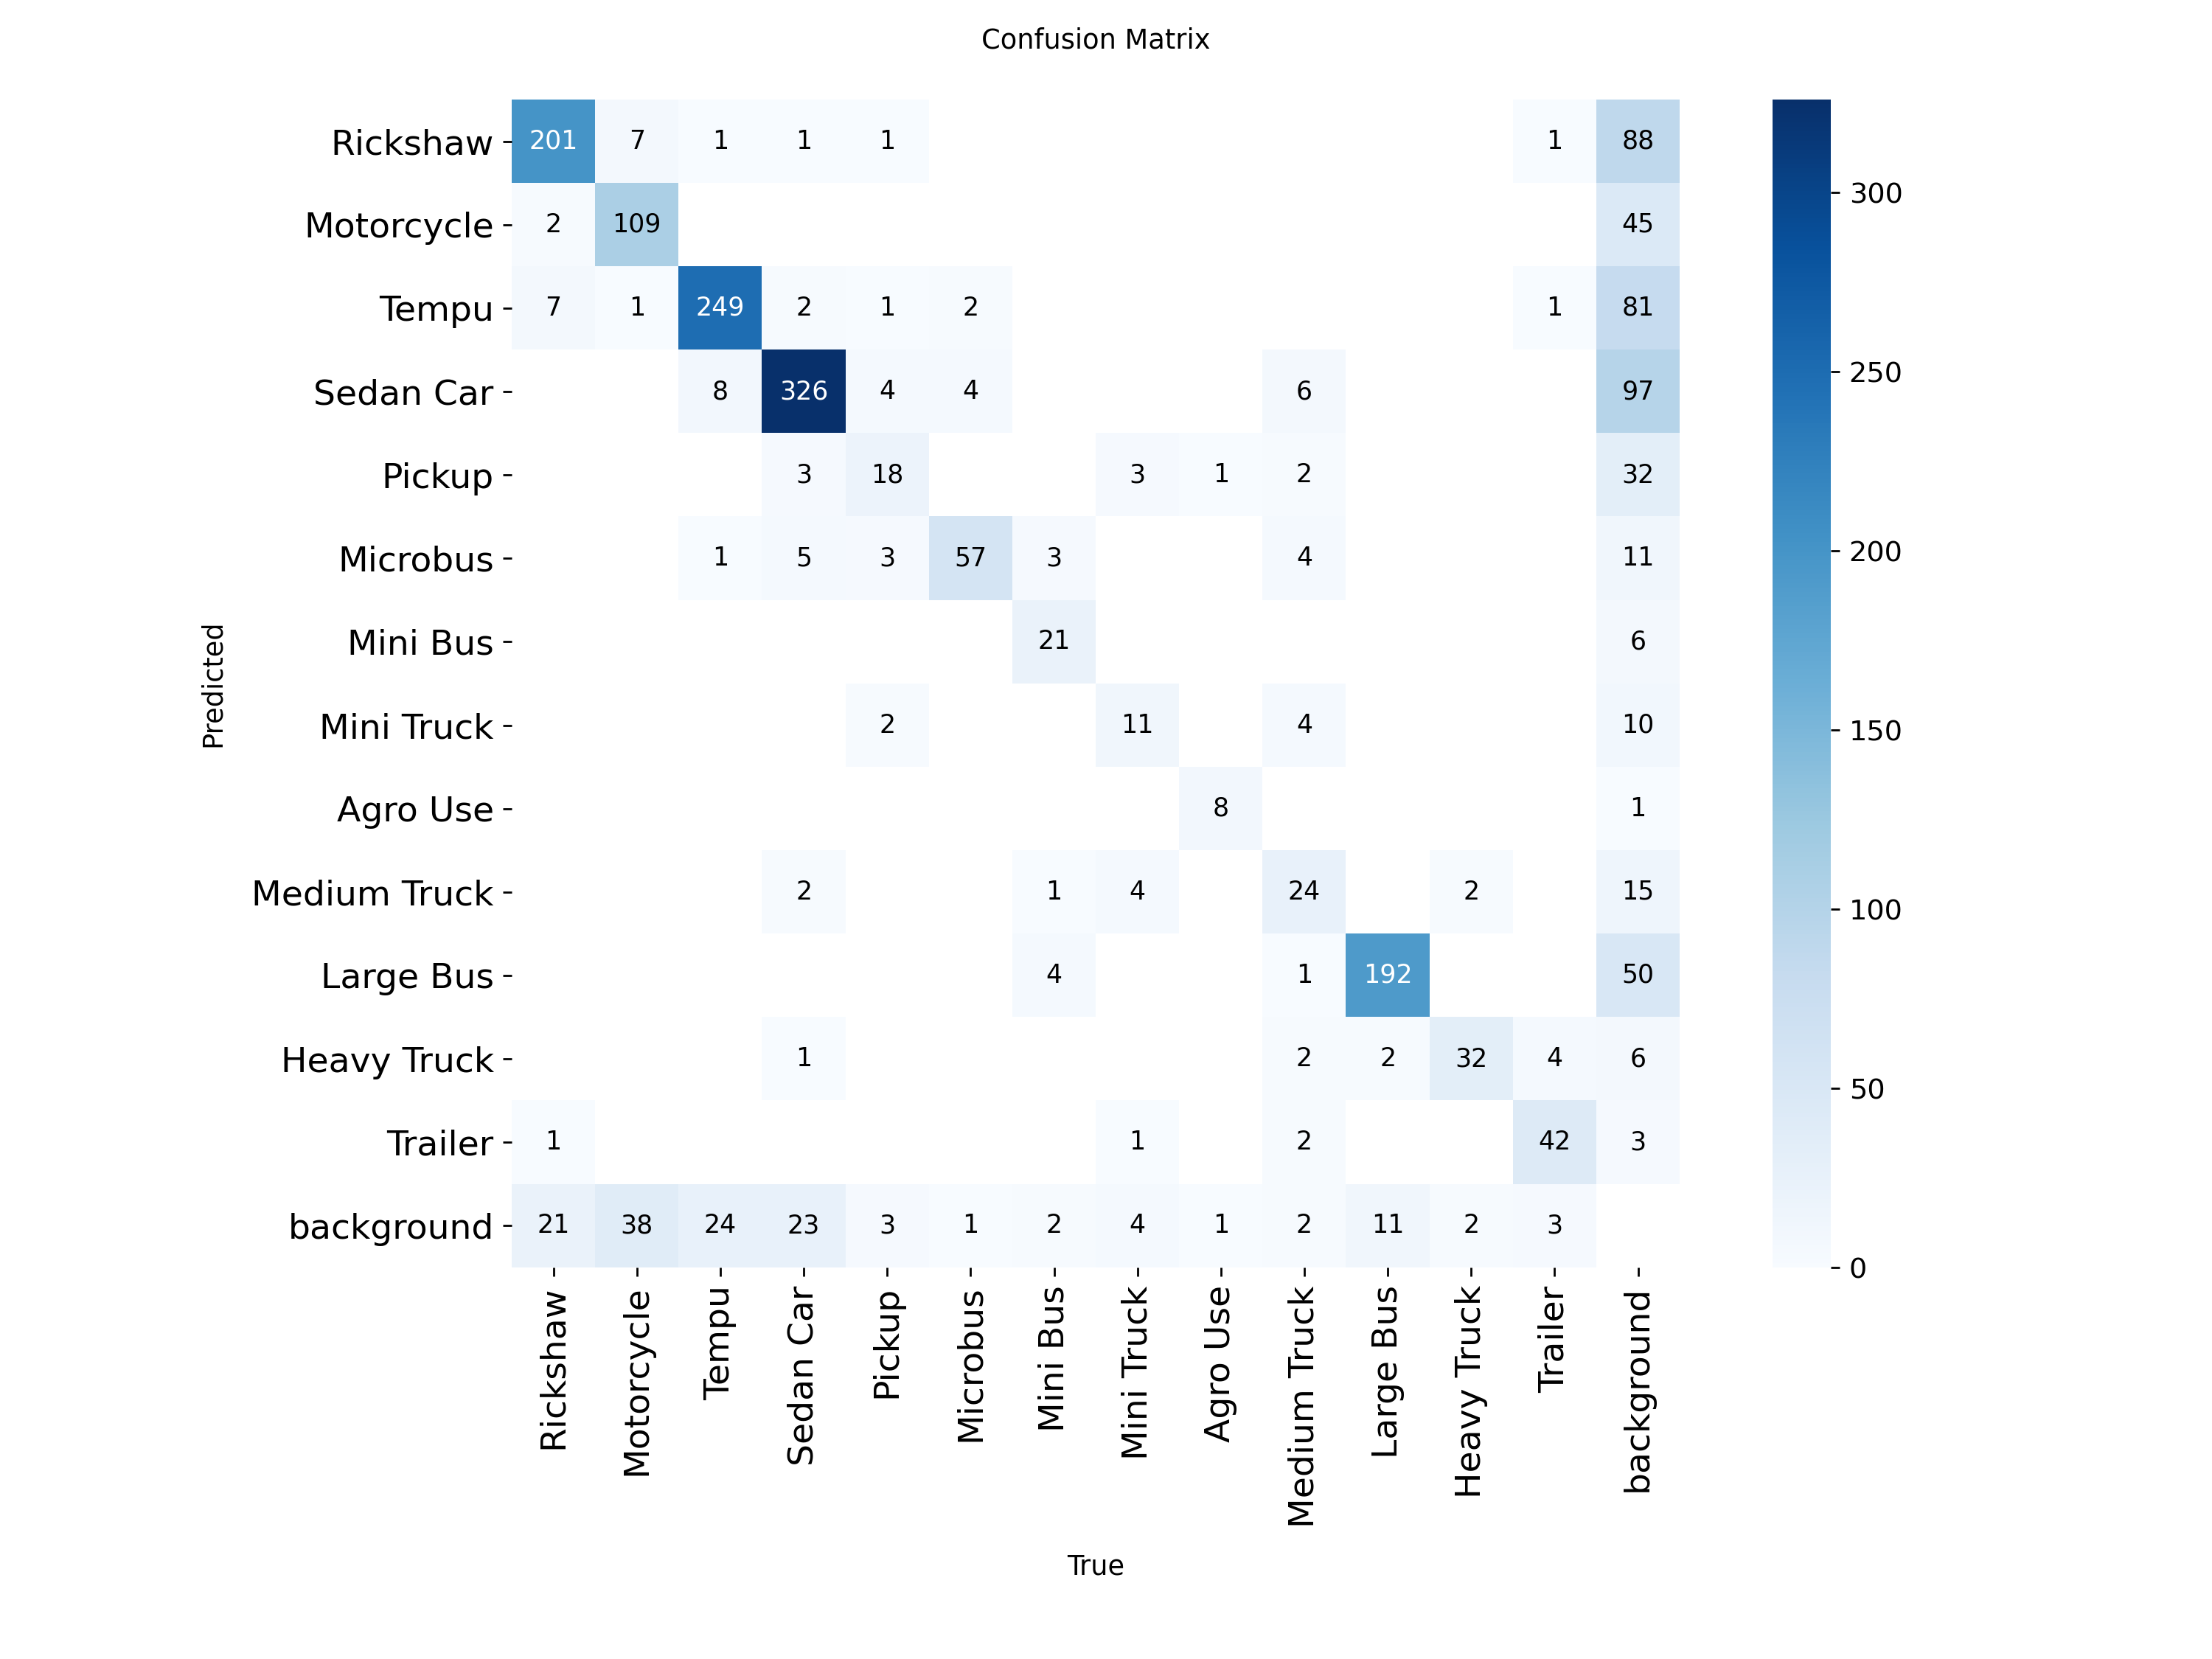 Confusion Matrix
Rickshaw 201 7 1 1 1 1 88
Motorcycle 2 109 45
Tempu 7 1 249 2 1 2 1 81
Sedan Car 8 326 4 4 6 97
Pickup 3 18 3 1 2 32
Microbus 1 5 3 57 3 4 11
Mini Bus 21 6
Mini Truck 2 11 4 10
Agro Use 8 1
Medium Truck 2 1 4 24 2 15
Large Bus 4 1 192 50
Heavy Truck 1 2 2 32 4 6
Trailer 1 1 2 42 3
background 21 38 24 23 3 1 2 4 1 2 11 2 3
Predicted
Rickshaw
Motorcycle
Tempu
Sedan Car
Pickup
Microbus
Mini Bus
Mini Truck
Agro Use
Medium Truck
Large Bus
Heavy Truck
Trailer
background
True
300
250
200
150
100
50
0